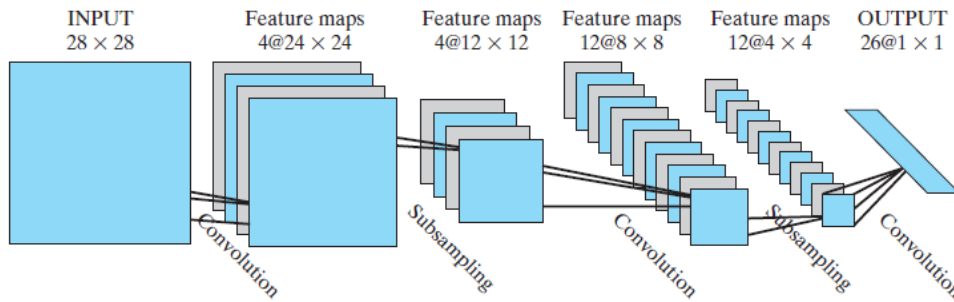 INPUT
28 × 28
Feature maps
4@24 × 24
Feature maps
4@12 × 12
Feature maps
12@8 × 8
Feature maps
12@4 × 4
OUTPUT
26@1 × 1
Convolution
Subsampling
Convolution
Subsampling
Convolution